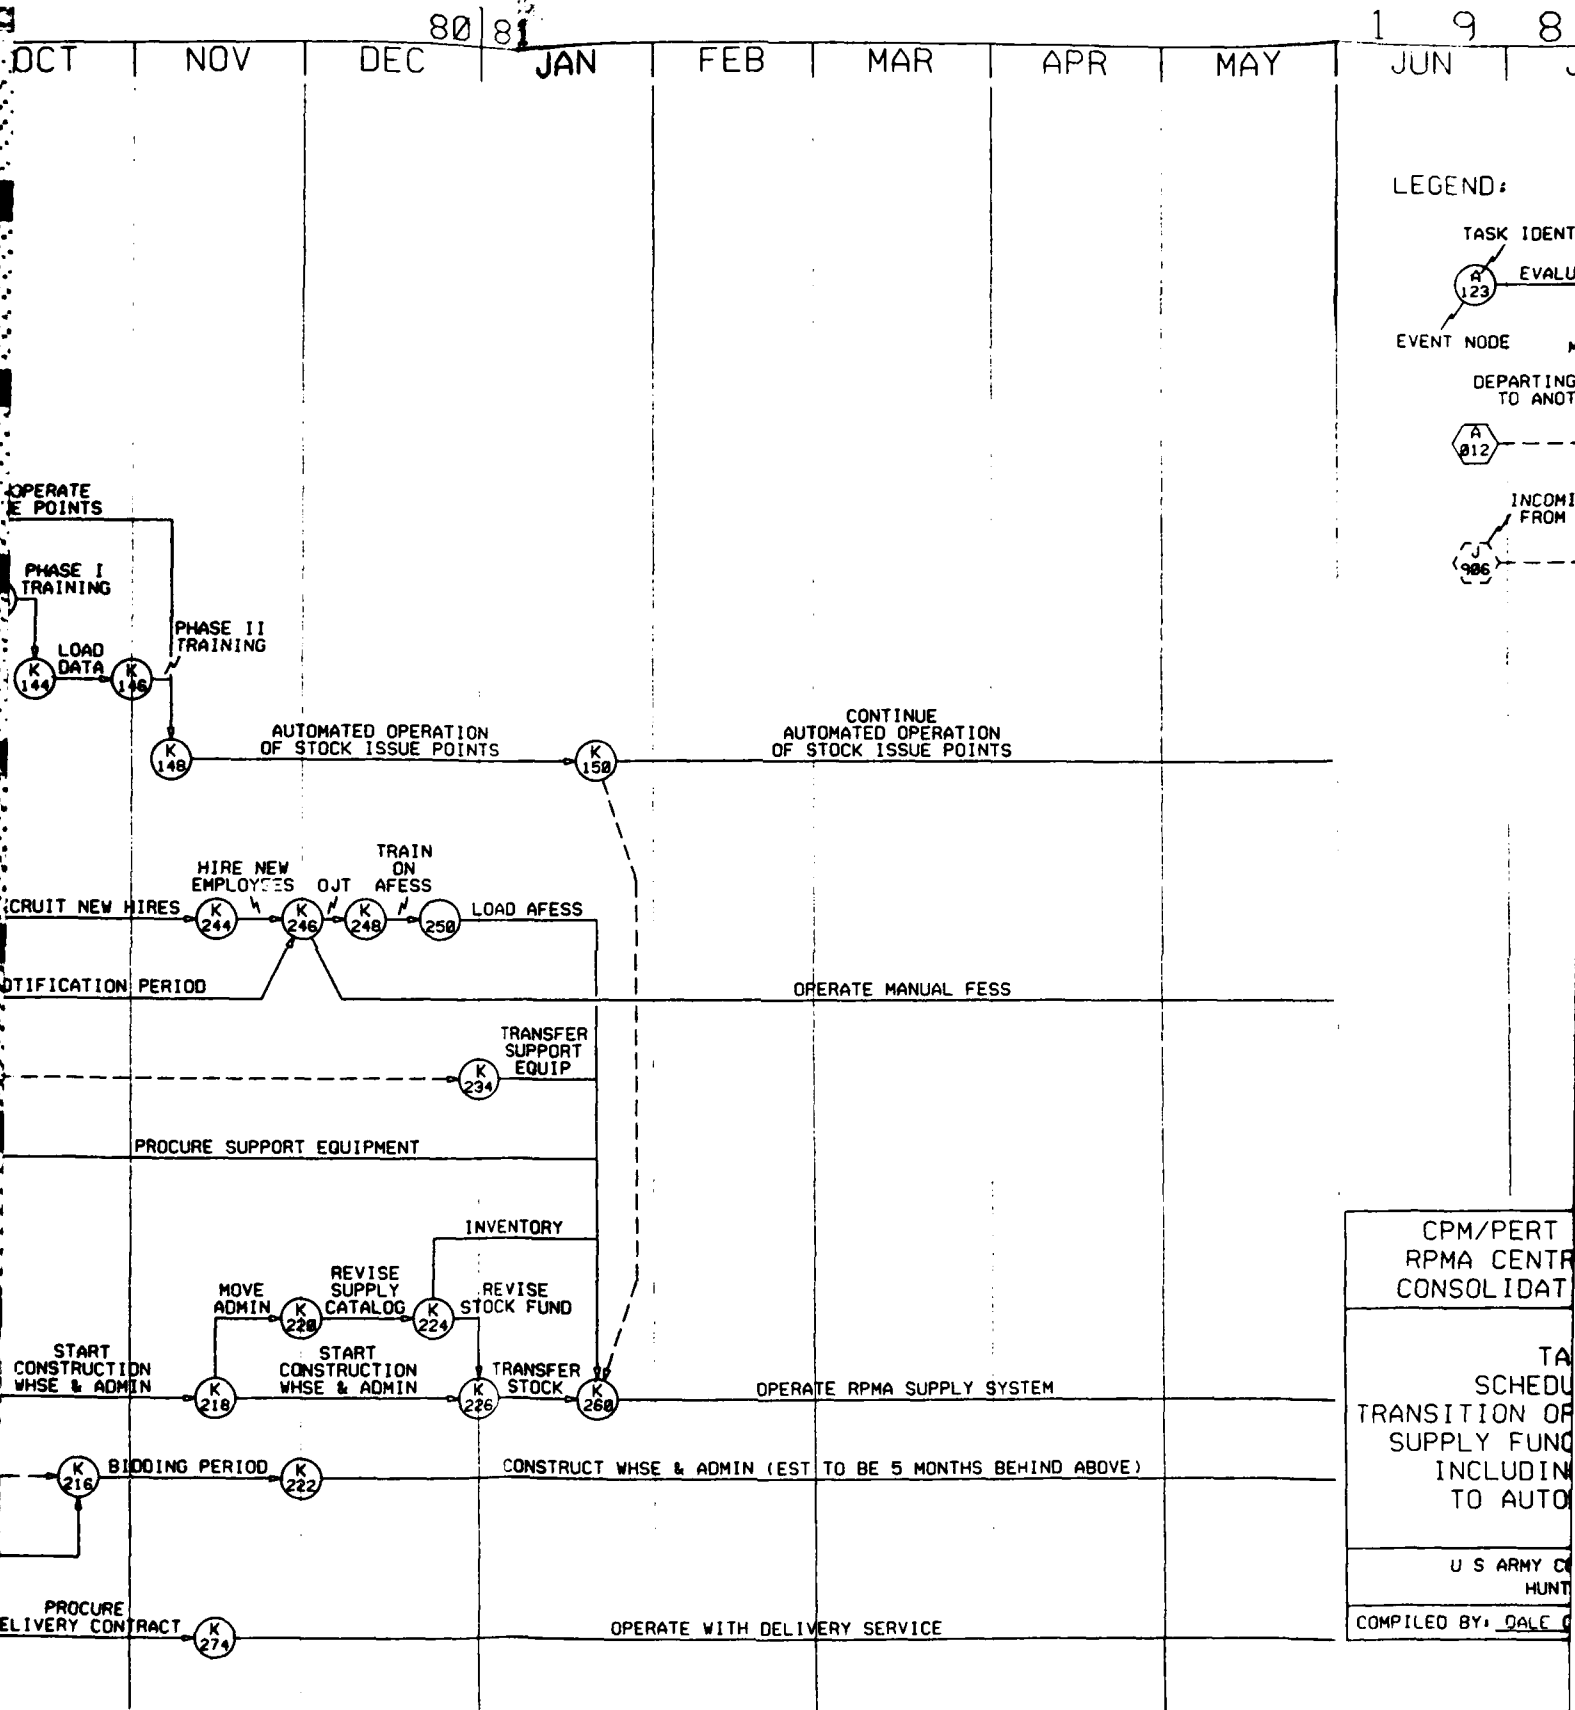 80 81
1 9 8
OCT NOV DEC JAN FEB MAR APR MAY JUN
LEGEND:
TASK IDENT
A
123
EVALU
EVENT NODE
DEPARTING
TO ANOT
A
012
INCOMI
FROM
J
906
OPERATE
E POINTS
PHASE I
TRAINING
K
144
LOAD
DATA
K
146
PHASE II
TRAINING
K
148
AUTOMATED OPERATION
OF STOCK ISSUE POINTS
K
150
CONTINUE
AUTOMATED OPERATION
OF STOCK ISSUE POINTS
CRUIT NEW HIRES
K
244
HIRE NEW
EMPLOYEES
K
246
OJT
K
248
TRAIN
ON
AFESS
250
LOAD AFESS
OTIFICATION PERIOD
OPERATE MANUAL FESS
K
234
TRANSFER
SUPPORT
EQUIP
PROCURE SUPPORT EQUIPMENT
INVENTORY
MOVE
ADMIN
K
220
REVISE
SUPPLY
CATALOG
K
224
REVISE
STOCK FUND
START
CONSTRUCTION
WHSE & ADMIN
K
218
START
CONSTRUCTION
WHSE & ADMIN
K
226
TRANSFER
STOCK
K
260
OPERATE RPMA SUPPLY SYSTEM
K
216
BIDDING PERIOD
K
222
CONSTRUCT WHSE & ADMIN (EST TO BE 5 MONTHS BEHIND ABOVE)
PROCURE
ELIVERY CONTRACT
K
274
OPERATE WITH DELIVERY SERVICE
CPM/PERT
RPMA CENTR
CONSOLIDAT
TA
SCHEDU
TRANSITION OF
SUPPLY FUNC
INCLUDIN
TO AUTO
U S ARMY CO
HUNT
COMPILED BY: DALE